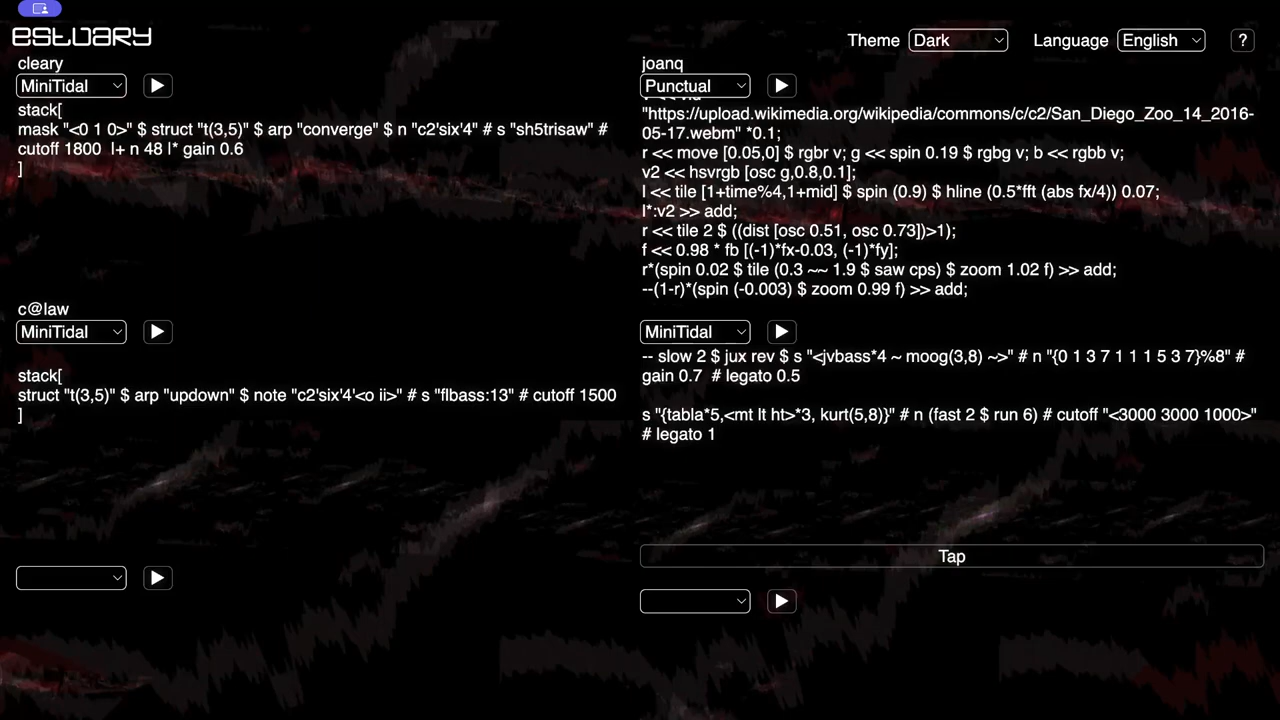 estuary
Theme Dark Language English ?
cleary
MiniTidal
stack[
mask "<0 1 0>" $ struct "t(3,5)" $ arp "converge" $ n "c2'six'4" # s "sh5trisaw" #
cutoff 1800 |+ n 48 |* gain 0.6
]
c@law
MiniTidal
stack[
struct "t(3,5)" $ arp "updown" $ note "c2'six'4'<o ii>" # s "flbass:13" # cutoff 1500
]
joanq
Punctual
"https://upload.wikimedia.org/wikipedia/commons/c/c2/San_Diego_Zoo_14_2016-
05-17.webm" *0.1;
r << move [0.05,0] $ rgbr v; g << spin 0.19 $ rgbg v; b << rgbb v;
v2 << hsvrgb [osc g,0.8,0.1];
l << tile [1+time%4,1+mid] $ spin (0.9) $ hline (0.5*fft (abs fx/4)) 0.07;
l*:v2 >> add;
r << tile 2 $ ((dist [osc 0.51, osc 0.73])>1);
f << 0.98 * fb [(-1)*fx-0.03, (-1)*fy];
r*(spin 0.02 $ tile (0.3 ~~ 1.9 $ saw cps) $ zoom 1.02 f) >> add;
--(1-r)*(spin (-0.003) $ zoom 0.99 f) >> add;
MiniTidal
-- slow 2 $ jux rev $ s "<jvbass*4 ~ moog(3,8) ~>" # n "{0 1 3 7 1 1 1 5 3 7}%8" #
gain 0.7 # legato 0.5
s "{tabla*5,<mt lt ht>*3, kurt(5,8)}" # n (fast 2 $ run 6) # cutoff "<3000 3000 1000>"
# legato 1
Tap